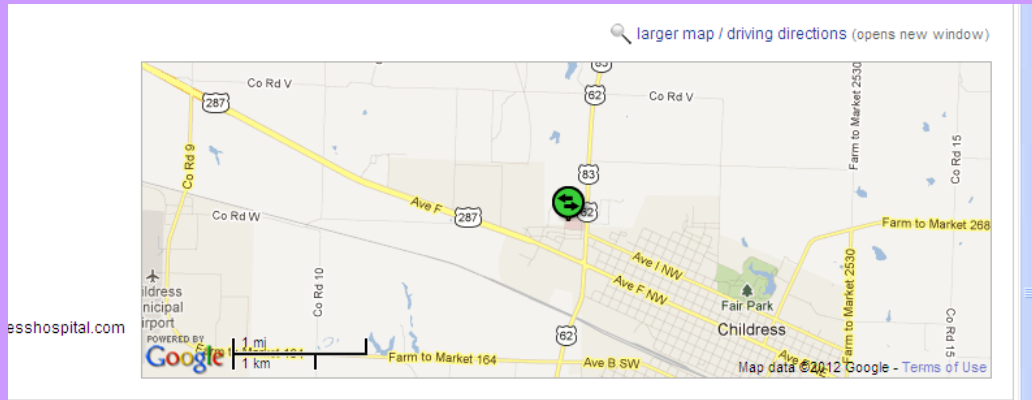 larger map / driving directions (opens new window)
83
Co Rd V
62
Co Rd V
287
Farm to Market 2530
Co Rd 15
Co Rd 9
83
Ave F
62
Co Rd W
287
Farm to Market 268
Ave I NW
Farm to Market 2530
Co Rd 10
Ave F NW
ildress
nicipal
irport
Fair Park
Co Rd 15
esshospital.com
Childress
POWERED BY
Google
1 mi
1 km
62
Farm to Market 164
Ave B SW
Map data ©2012 Google - Terms of Use